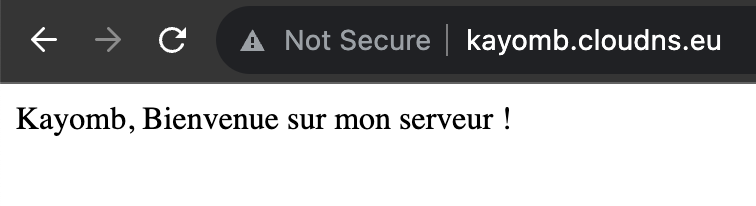 Not Secure | kayomb.cloudns.eu
Kayomb, Bienvenue sur mon serveur !